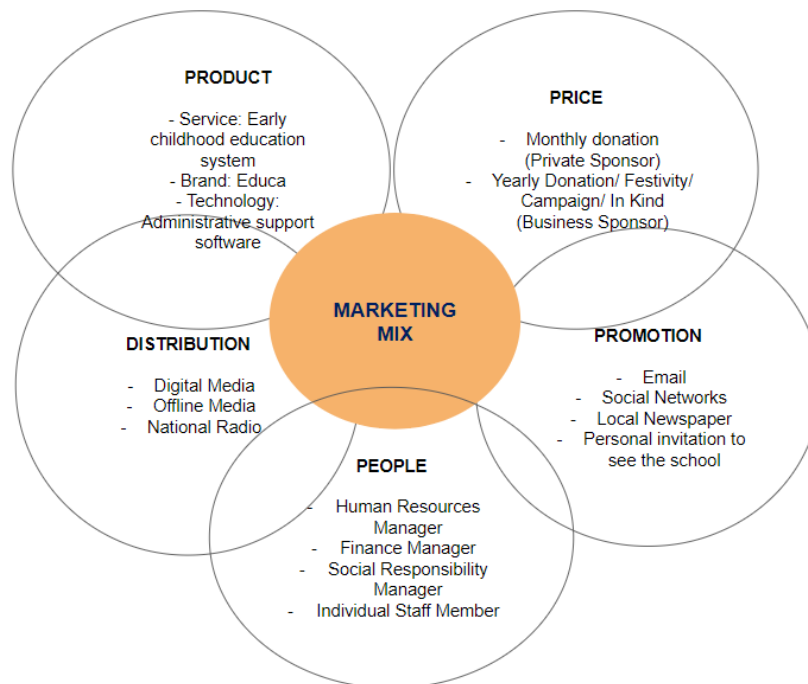 PRODUCT
- Service: Early
childhood education
system
- Brand: Educa
- Technology:
Administrative support
software
PRICE
- Monthly donation
(Private Sponsor)
- Yearly Donation/ Festivity/
Campaign/ In Kind
(Business Sponsor)
MARKETING
MIX
DISTRIBUTION
- Digital Media
- Offline Media
- National Radio
PROMOTION
- Email
- Social Networks
- Local Newspaper
- Personal invitation to
see the school
PEOPLE
- Human Resources
Manager
- Finance Manager
- Social Responsibility
Manager
- Individual Staff Member